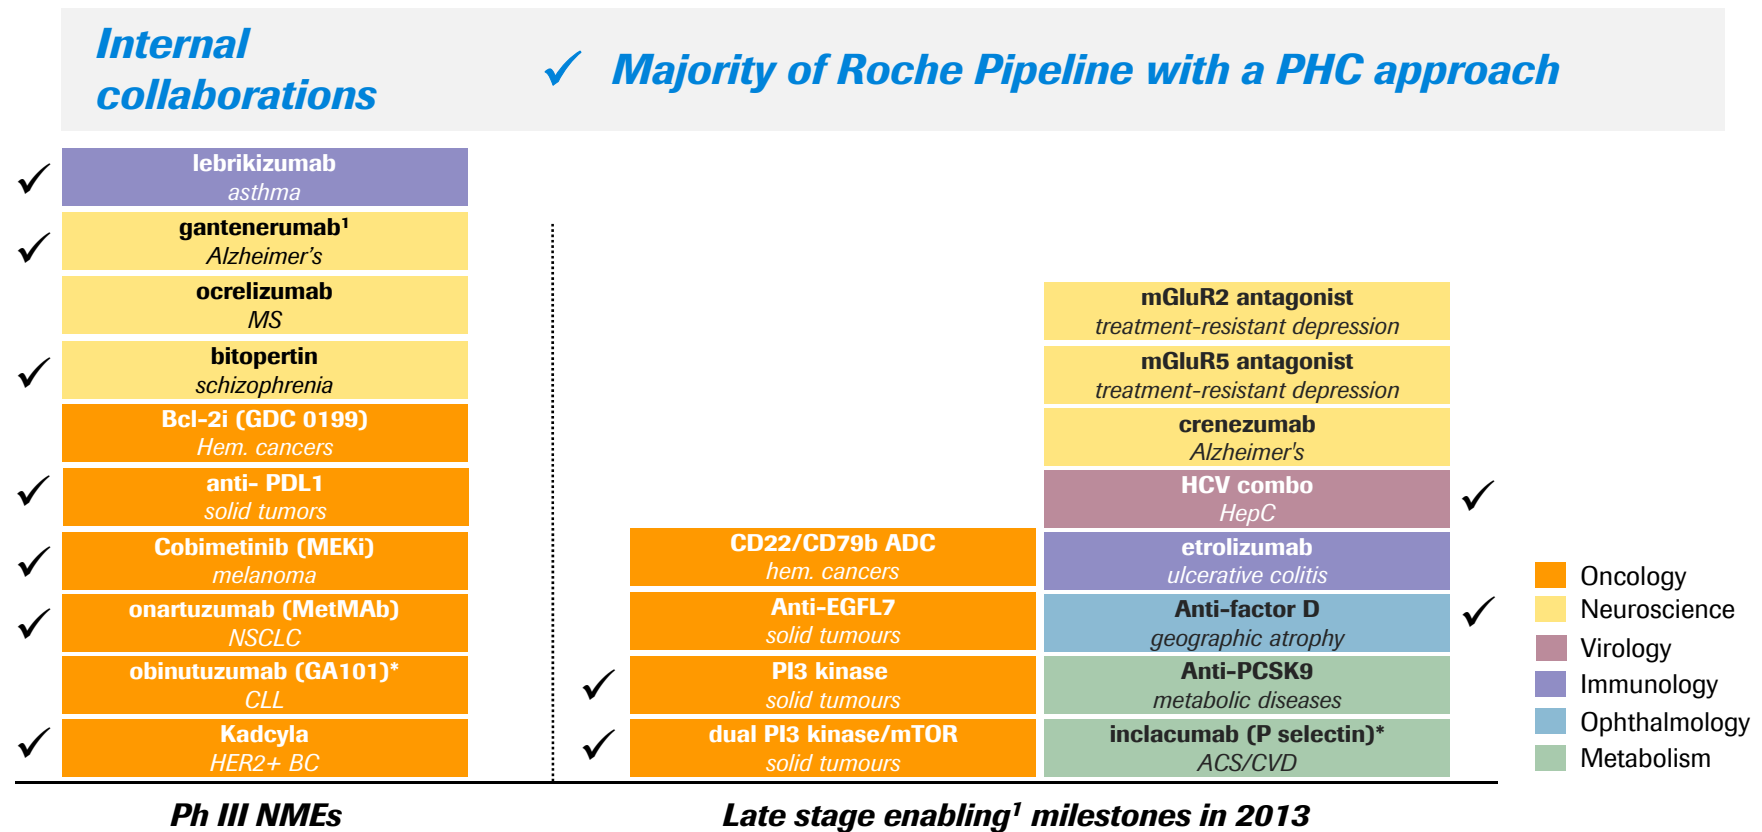 Internal
collaborations
✓ Majority of Roche Pipeline with a PHC approach
✓ lebrikizumab
asthma
✓ gantenerumab¹
Alzheimer's
ocrelizumab
MS
✓ bitopertin
schizophrenia
Bcl-2i (GDC 0199)
Hem. cancers
✓ anti- PDL1
solid tumors
✓ Cobimetinib (MEKi)
melanoma
✓ onartuzumab (MetMAb)
NSCLC
obinutuzumab (GA101)*
CLL
✓ Kadcyla
HER2+ BC
Ph III NMEs
CD22/CD79b ADC
hem. cancers
Anti-EGFL7
solid tumours
✓ PI3 kinase
solid tumours
✓ dual PI3 kinase/mTOR
solid tumours
mGluR2 antagonist
treatment-resistant depression
mGluR5 antagonist
treatment-resistant depression
crenezumab
Alzheimer's
HCV combo ✓
HepC
etrolizumab
ulcerative colitis
Anti-factor D ✓
geographic atrophy
Anti-PCSK9
metabolic diseases
inclacumab (P selectin)*
ACS/CVD
Late stage enabling¹ milestones in 2013
Oncology
Neuroscience
Virology
Immunology
Ophthalmology
Metabolism